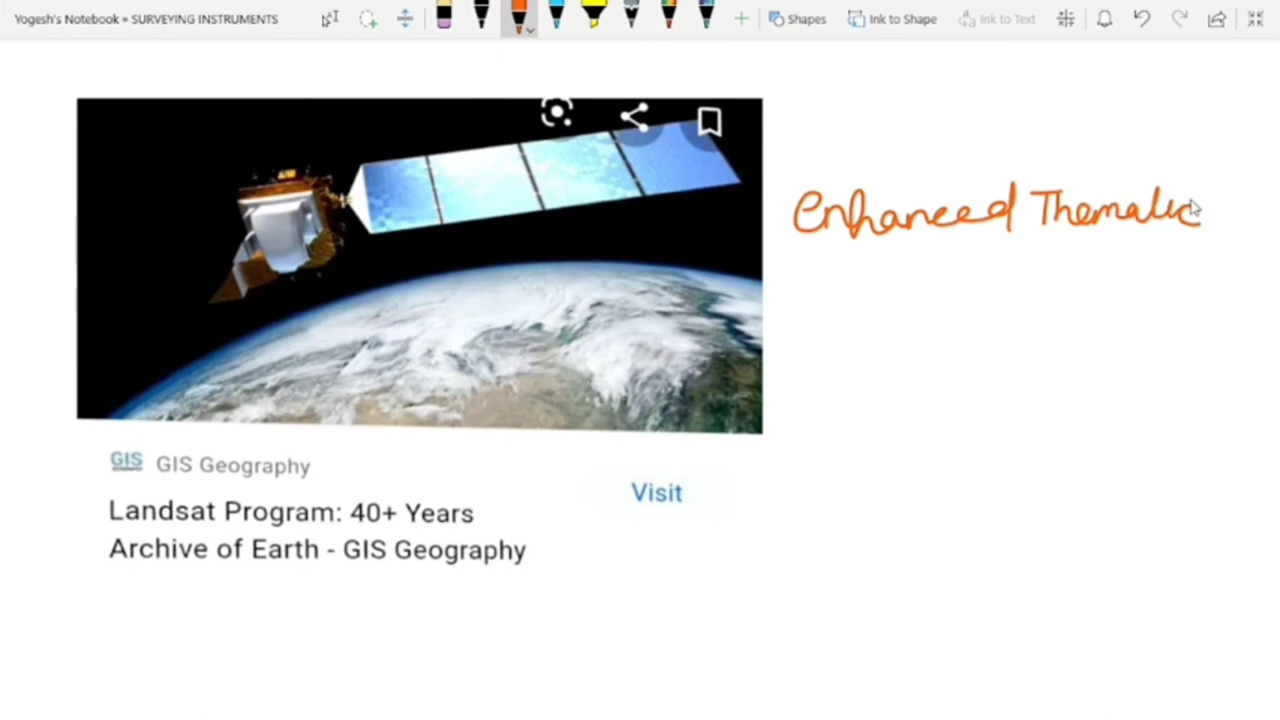 Yogesh's Notebook » SURVEYING INSTRUMENTS
Shapes
Ink to Shape
Ink to Text
Enhanced Thematic
GIS GIS Geography
Visit
Landsat Program: 40+ Years
Archive of Earth - GIS Geography